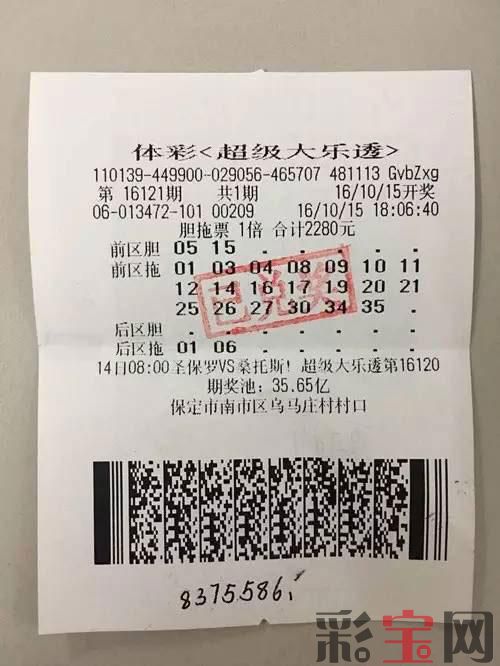 体彩<超级大乐透>
110139-449900-029056-465707 481113 GvbZxg
第 16121期 共1期 16/10/15开奖
06-013472-101 00209 16/10/15 18:06:40
胆拖票 1倍 合计2280元
前区胆 05 15 . . . . .
前区拖 01 03 04 08 09 10 11
12 14 16 17 19 20 21
25 26 27 30 34 35 .
已兑奖
后区胆 . . . . . . .
后区拖 01 06 . . . . .
14日08:00圣保罗VS桑托斯! 超级大乐透第16120
期奖池: 35.65亿
保定市南市区乌马庄村村口
8375586.
彩宝网